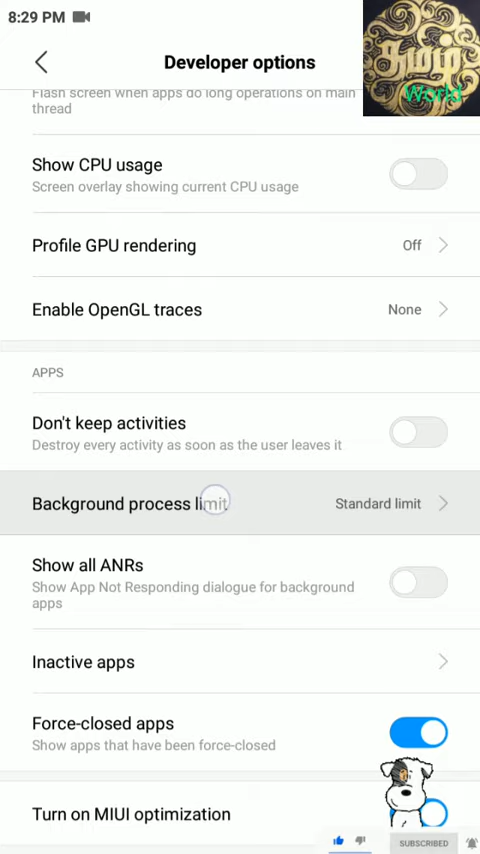 8:29 PM
Developer options
தமிழ்
World
Flash screen when apps do long operations on main
thread
Show CPU usage
Screen overlay showing current CPU usage
Profile GPU rendering
Off
Enable OpenGL traces
None
APPS
Don't keep activities
Destroy every activity as soon as the user leaves it
Background process limit
Standard limit
Show all ANRs
Show App Not Responding dialogue for background
apps
Inactive apps
Force-closed apps
Show apps that have been force-closed
Turn on MIUI optimization
SUBSCRIBED